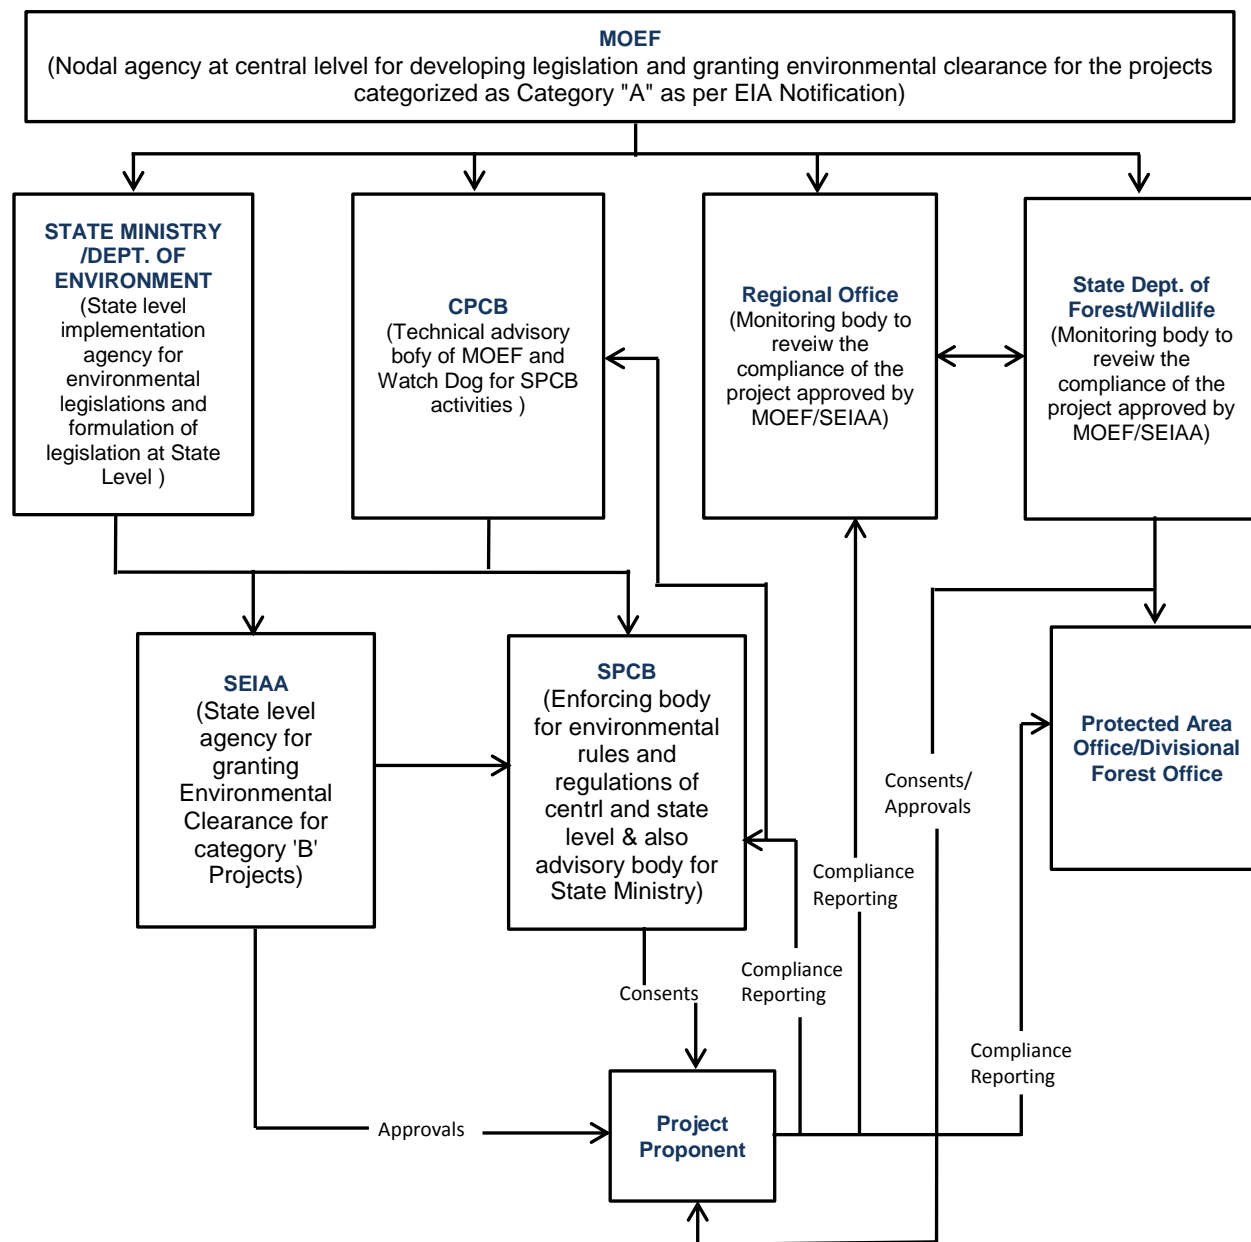 MOEF
(Nodal agency at central lelvel for developing legislation and granting environmental clearance for the projects
categorized as Category "A" as per EIA Notification)
STATE MINISTRY
/DEPT. OF
ENVIRONMENT
(State level
implementation
agency for
environmental
legislations and
formulation of
legislation at State
Level )
CPCB
(Technical advisory
bofy of MOEF and
Watch Dog for SPCB
activities )
Regional Office
(Monitoring body to
reveiw the
compliance of the
project approved by
MOEF/SEIAA)
State Dept. of
Forest/Wildlife
(Monitoring body to
reveiw the
compliance of the
project approved by
MOEF/SEIAA)
SEIAA
(State level
agency for
granting
Environmental
Clearance for
category 'B'
Projects)
SPCB
(Enforcing body
for environmental
rules and
regulations of
centrl and state
level & also
advisory body for
State Ministry)
Protected Area
Office/Divisional
Forest Office
Consents/
Approvals
Compliance
Reporting
Compliance
Reporting
Consents
Compliance
Reporting
Approvals
Project
Proponent